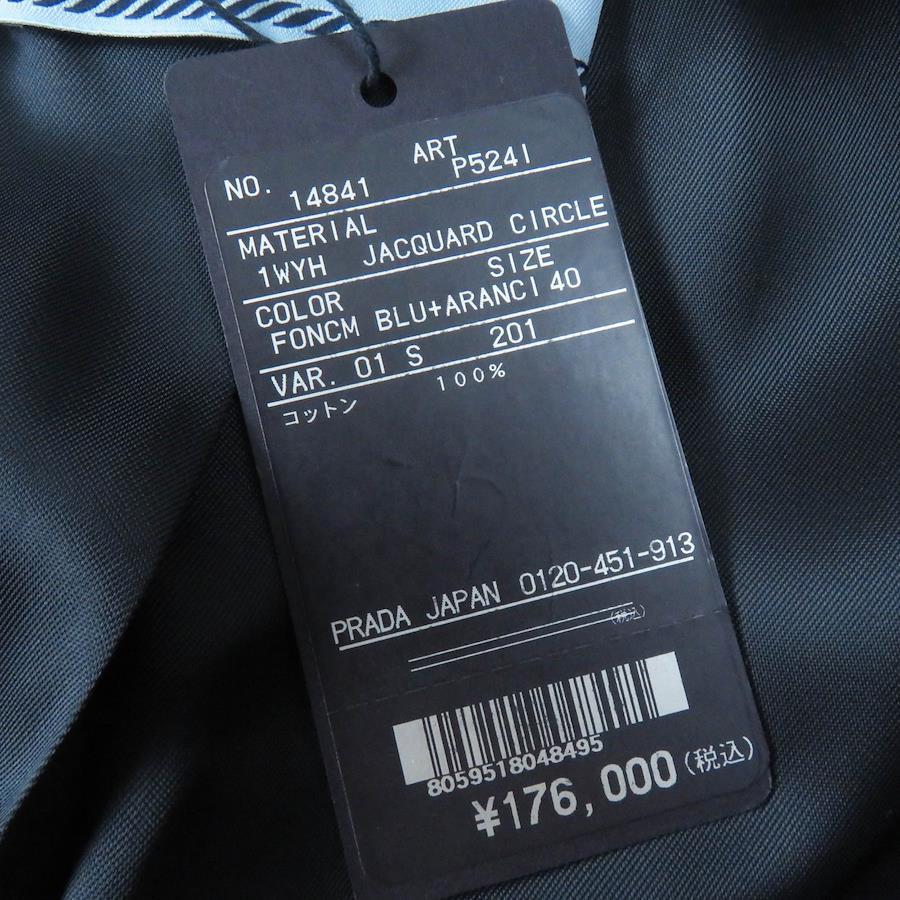 ART
NO. 14841 P524I
MATERIAL
1WYH JACQUARD CIRCLE
COLOR SIZE
FONCM BLU+ARANCI 40
VAR. 01 S 201
コットン 100%
PRADA JAPAN 0120-451-913
(税込)
8059518048495
¥176,000(税込)